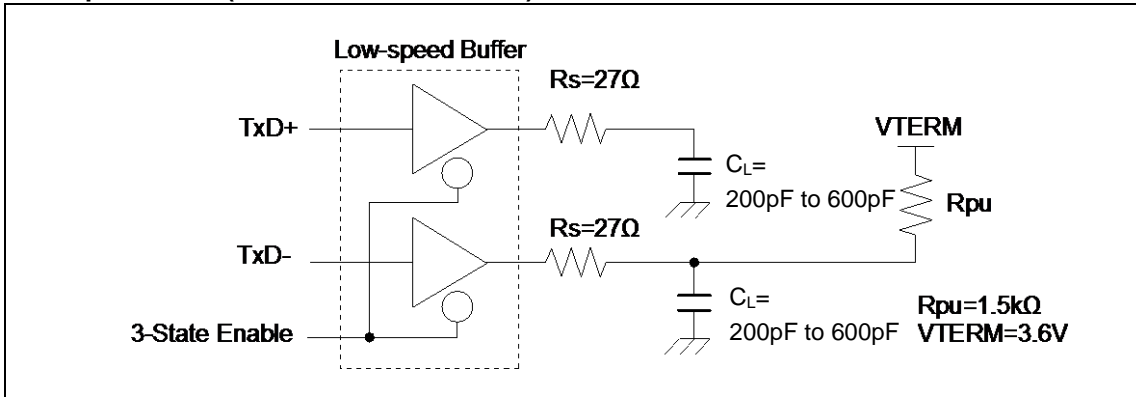 Low-speed Buffer
Rs=27Ω
TxD+
VTERM
CL=
200pF to 600pF
Rpu
Rs=27Ω
TxD-
CL=
200pF to 600pF
Rpu=1.5kΩ
VTERM=3.6V
3-State Enable